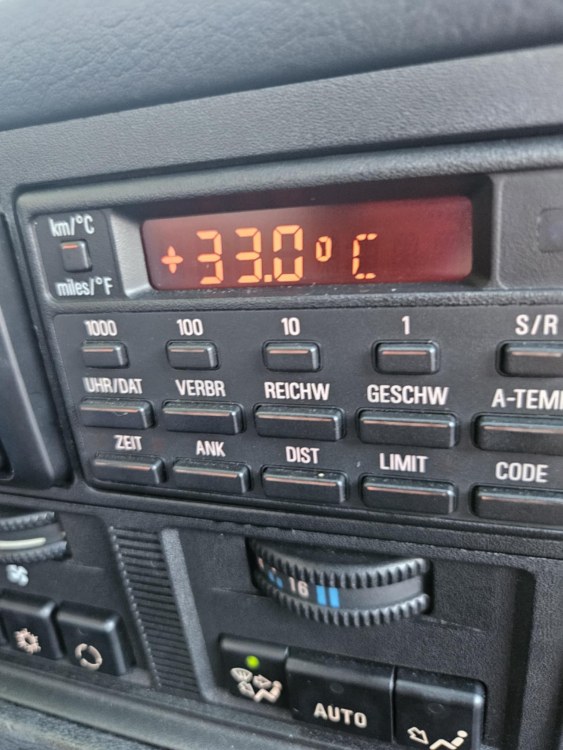 km/°C
+33.0°C
miles/°F
1000 100 10 1 S/R
UHR/DAT VERBR REICHW GESCHW A-TEM
ZEIT ANK DIST LIMIT CODE
16
AUTO